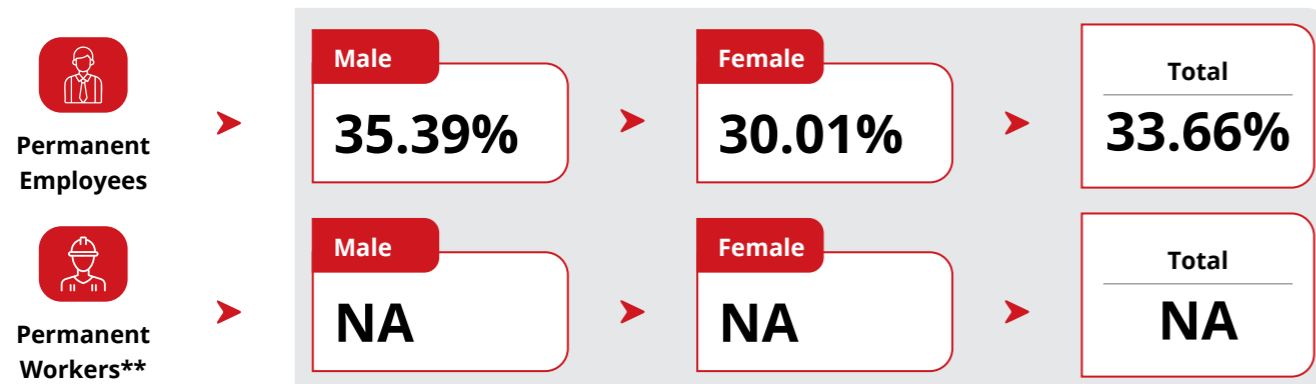 Permanent
Employees
Male
35.39%
Female
30.01%
Total
33.66%
Permanent
Workers**
Male
NA
Female
NA
Total
NA